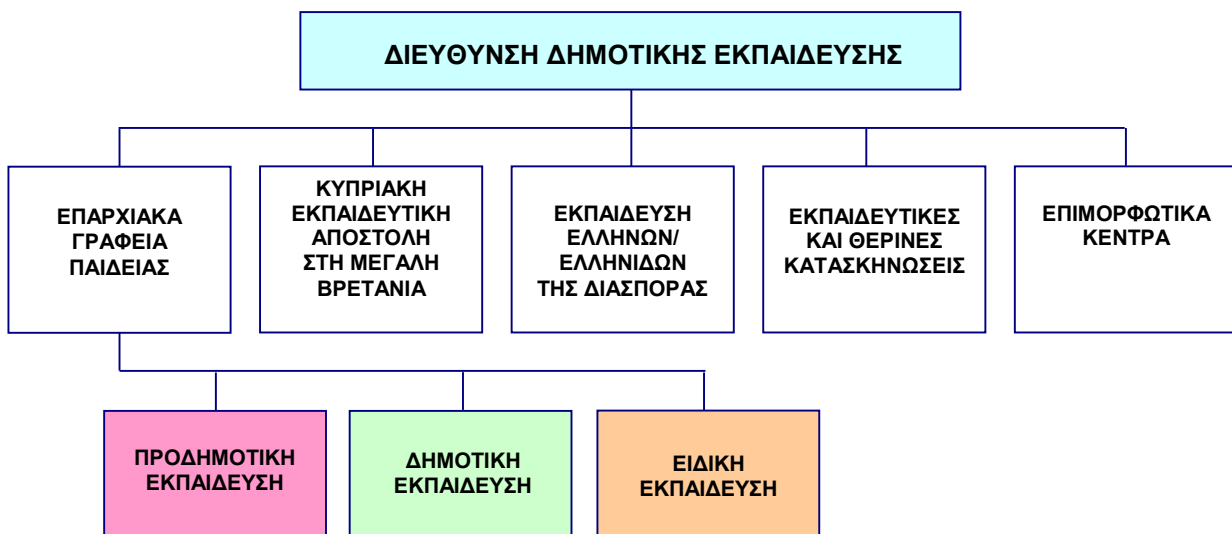 ΔΙΕΥΘΥΝΣΗ ΔΗΜΟΤΙΚΗΣ ΕΚΠΑΙΔΕΥΣΗΣ
ΕΠΑΡΧΙΑΚΑ
ΓΡΑΦΕΙΑ
ΠΑΙΔΕΙΑΣ
ΚΥΠΡΙΑΚΗ
ΕΚΠΑΙΔΕΥΤΙΚΗ
ΑΠΟΣΤΟΛΗ
ΣΤΗ ΜΕΓΑΛΗ
ΒΡΕΤΑΝΙΑ
ΕΚΠΑΙΔΕΥΣΗ
ΕΛΛΗΝΩΝ/
ΕΛΛΗΝΙΔΩΝ
ΤΗΣ ΔΙΑΣΠΟΡΑΣ
ΕΚΠΑΙΔΕΥΤΙΚΕΣ
ΚΑΙ ΘΕΡΙΝΕΣ
ΚΑΤΑΣΚΗΝΩΣΕΙΣ
ΕΠΙΜΟΡΦΩΤΙΚΑ
ΚΕΝΤΡΑ
ΠΡΟΔΗΜΟΤΙΚΗ
ΕΚΠΑΙΔΕΥΣΗ
ΔΗΜΟΤΙΚΗ
ΕΚΠΑΙΔΕΥΣΗ
ΕΙΔΙΚΗ
ΕΚΠΑΙΔΕΥΣΗ